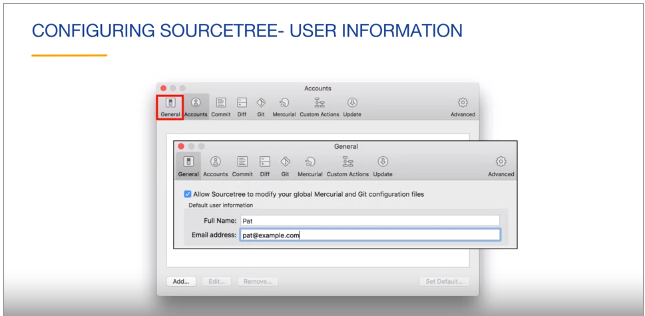 CONFIGURING SOURCETREE- USER INFORMATION
Accounts
General Accounts Commit Diff Git Mercurial Custom Actions Update Advanced
General
General Accounts Commit Diff Git Mercurial Custom Actions Update Advanced
Allow Sourcetree to modify your global Mercurial and Git configuration files
Default user information
Full Name: Pat
Email address: pat@example.com
Add... Edit... Remove... Set Default...